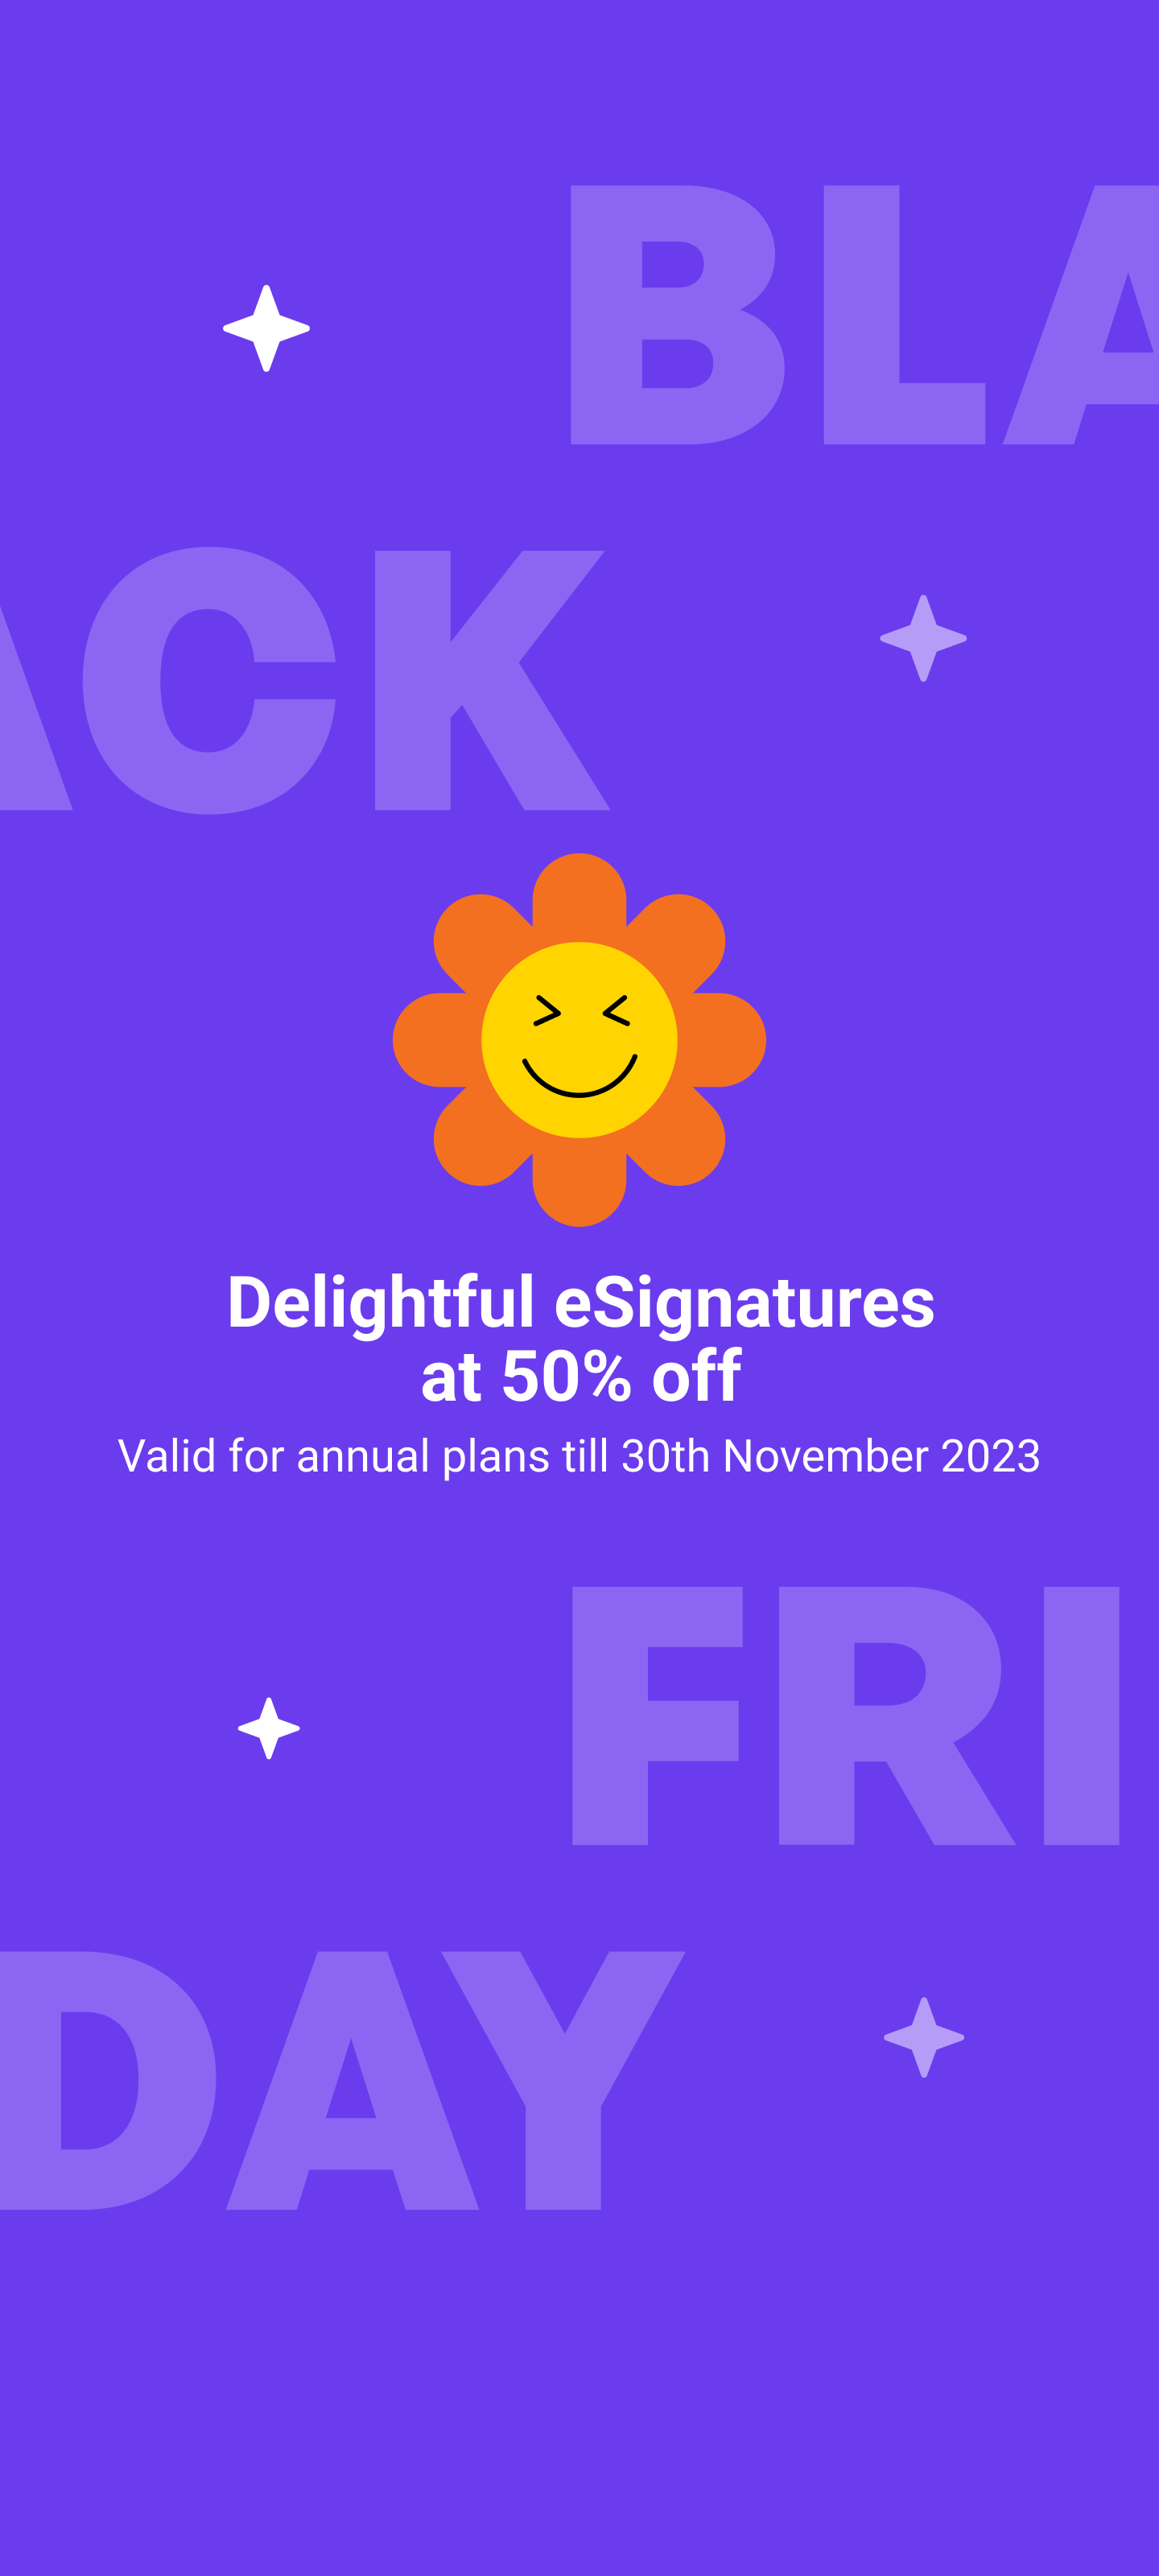 BLA
ACK
Delightful eSignatures
at 50% off
Valid for annual plans till 30th November 2023
FRI
DAY